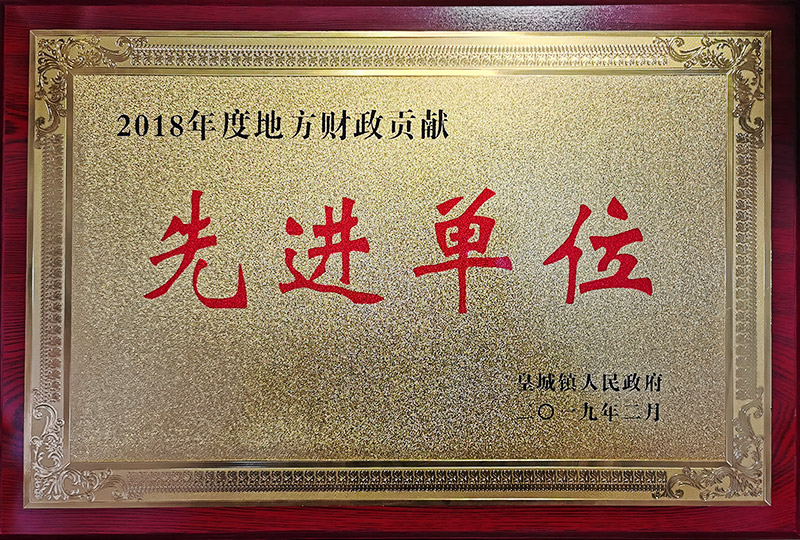 2018年度地方财政贡献
先进单位
皇城镇人民政府
二〇一九年二月